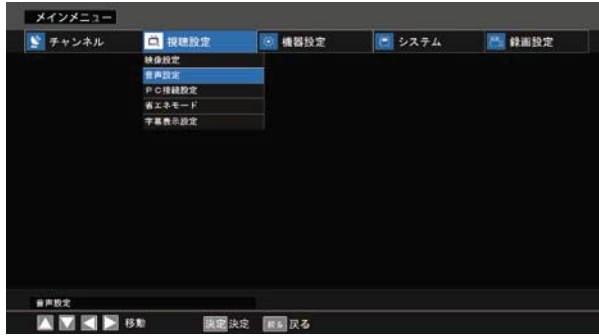 メインメニュー
チャンネル 視聴設定 機器設定 システム 録画設定
映像設定
音声設定
PC接続設定
省エネモード
字幕表示設定
音声設定
移動 決定 決定 戻る 戻る